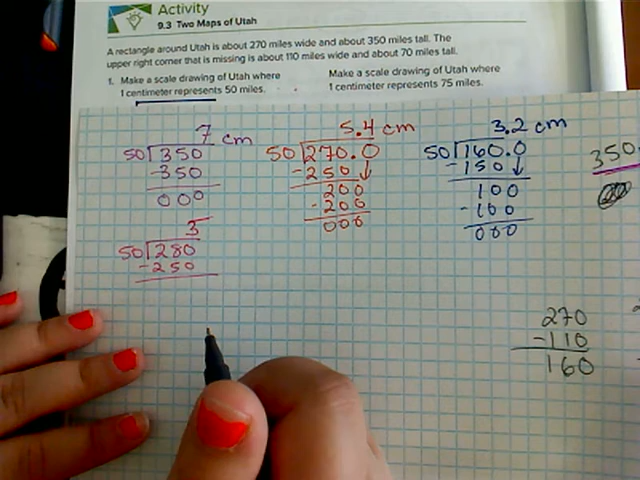 Activity
9.3 Two Maps of Utah
A rectangle around Utah is about 270 miles wide and about 350 miles tall. The
upper right corner that is missing is about 110 miles wide and about 70 miles tall.
1. Make a scale drawing of Utah where
1 centimeter represents 50 miles.
Make a scale drawing of Utah where
1 centimeter represents 75 miles.
7 cm
50 350
-350
000
5.4 cm
50 270.0
-250
200
-200
000
3.2 cm
50 160.0
-150
100
-100
000
350
50 280
-250
270
-110
160